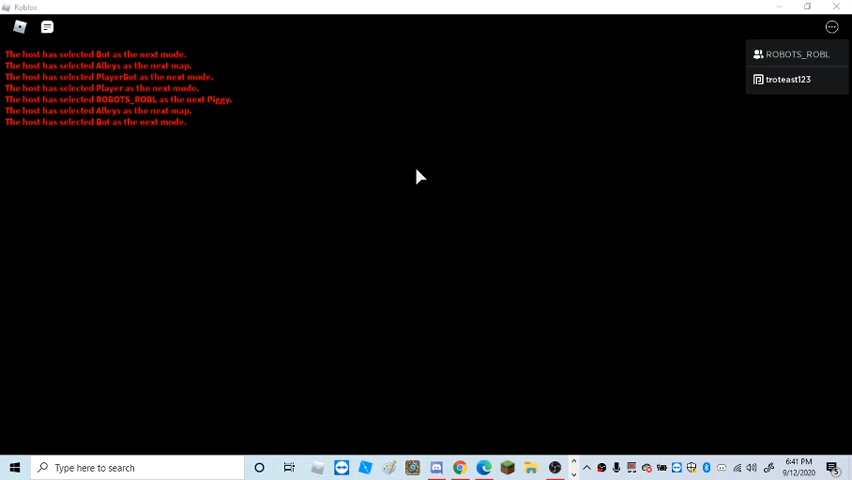 Roblox
The host has selected Bot as the next mode.
The host has selected Alleys as the next map.
The host has selected PlayerBot as the next mode.
The host has selected Player as the next mode.
The host has selected ROBOTS_ROBL as the next Piggy.
The host has selected Alleys as the next map.
The host has selected Bot as the next mode.
ROBOTS_ROBL
troteast123
Type here to search
6:41 PM
9/12/2020
5